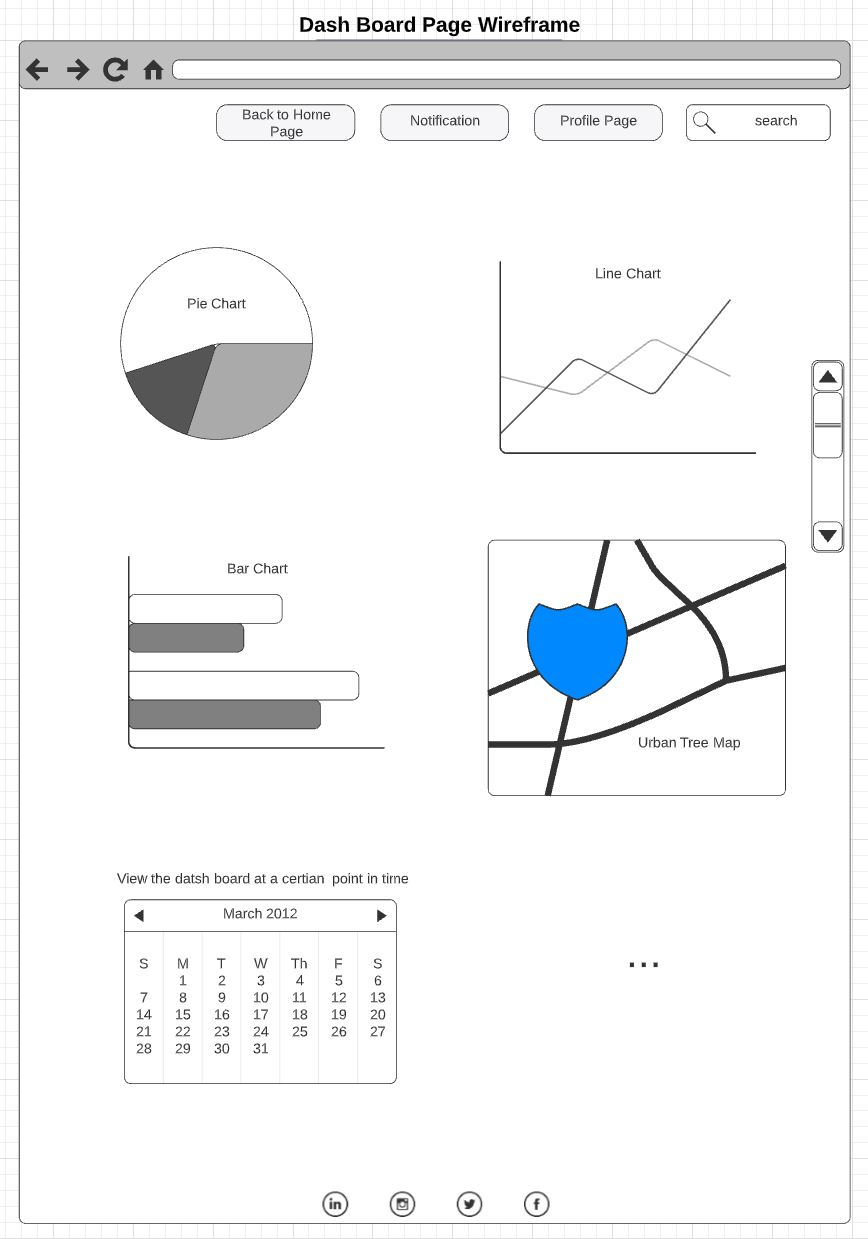 Dash Board Page Wireframe
Back to Home
Page
Notification
Profile Page
search
Pie Chart
Line Chart
Bar Chart
Urban Tree Map
View the datsh board at a certian point in time
March 2012
S M T W Th F S
1 2 3 4 5 6
7 8 9 10 11 12 13
14 15 16 17 18 19 20
21 22 23 24 25 26 27
28 29 30 31
...
in f